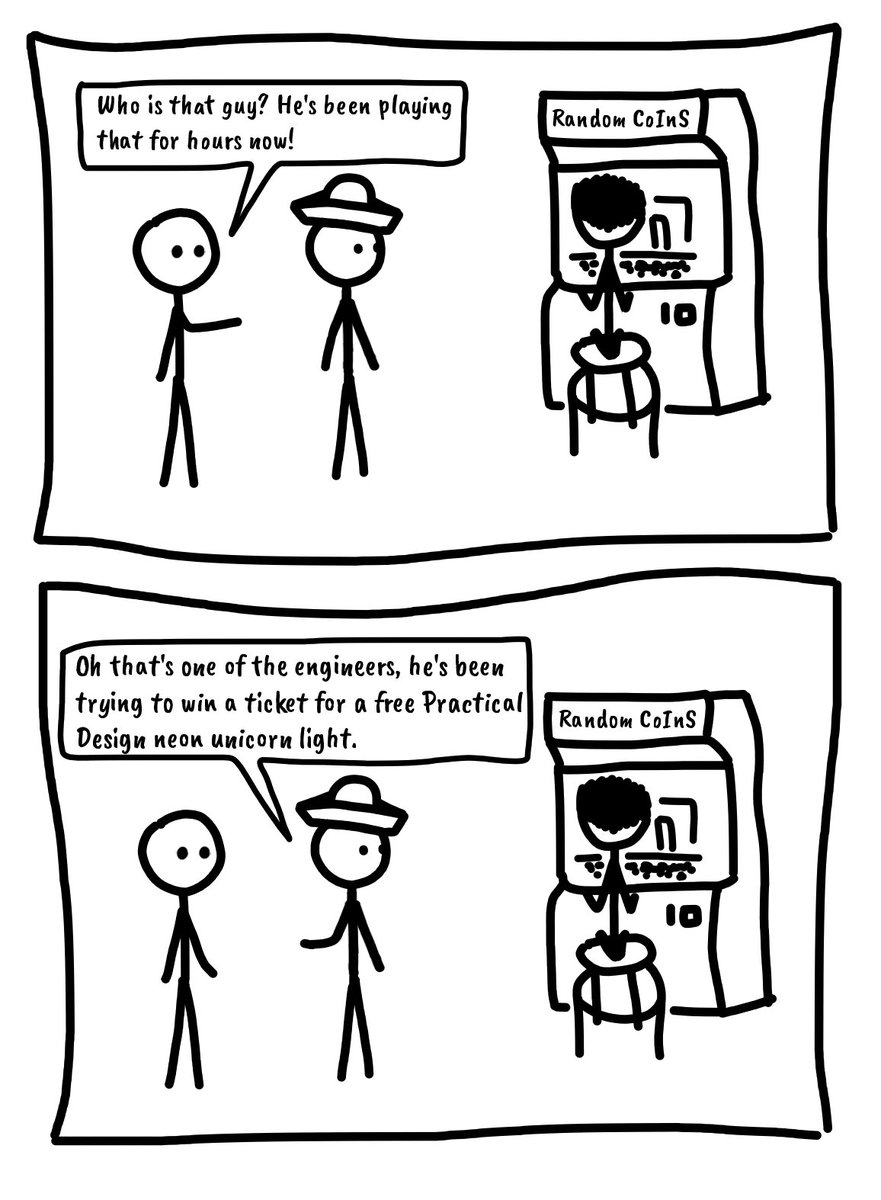 Who is that guy? He's been playing
that for hours now!
Random CoInS
10
Oh that's one of the engineers, he's been
trying to win a ticket for a free Practical
Design neon unicorn light.
Random CoInS
10